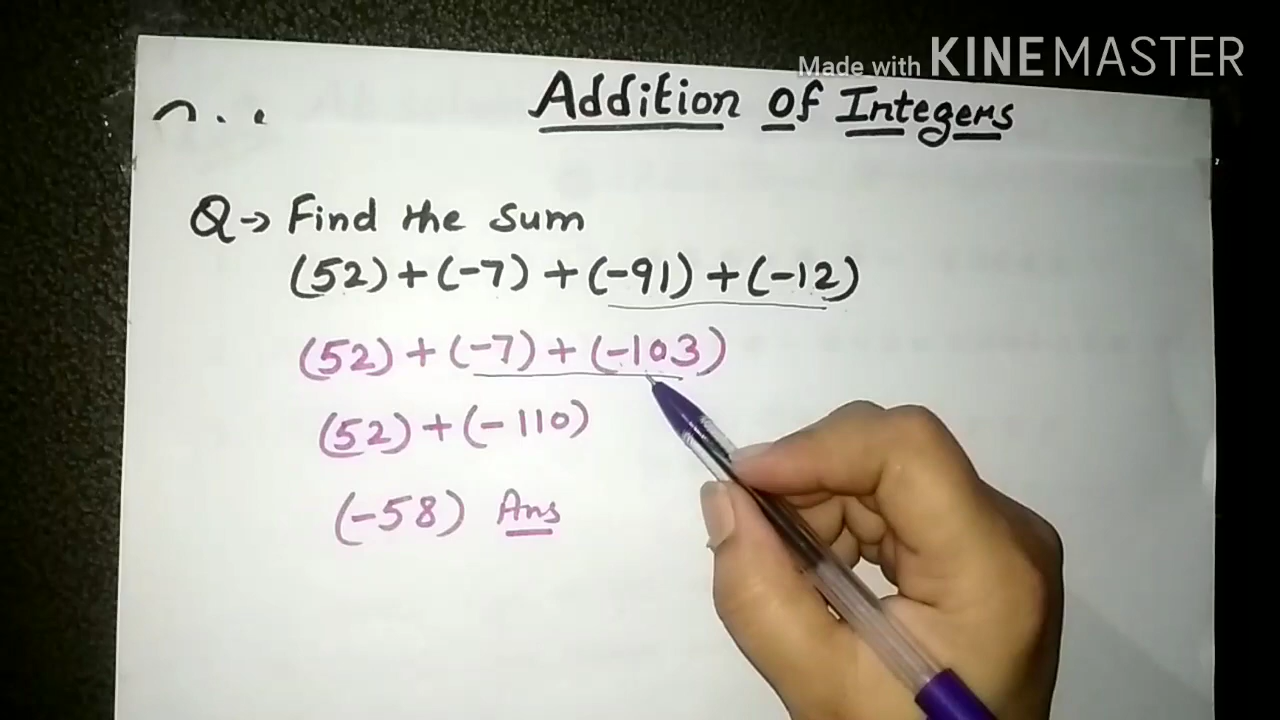 Made with KINEMASTER
Addition of Integers
Q→ Find the sum
(52)+(-7)+(-91)+(-12)
(52)+(-7)+(-103)
(52)+(-110)
(-58) Ans